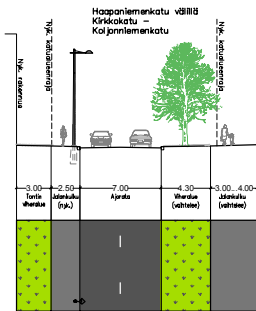 Haapaniemenkatu välillä
Kirkkokatu –
Koljonniemenkatu
Nyk. rakennus
Nyk. katualueenraja
Nyk. katualueenraja
3.00 2.50 7.00 4.30 3.00...4.00
Tontin viheralue
Jalankulku (nyk.)
Ajorata
Viheralue (vaihtelee)
Jalankulku (vaihtelee)